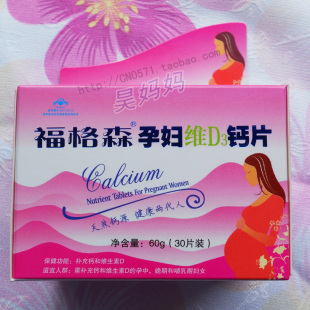 http://CN0571.taobao.com
吴妈妈
福格森® 孕妇维D3钙片
Calcium
Nutrient Tablets For Pregnant Women
天然钙源 健康两代人
净含量：60g（30片装）
保健功能：补充钙和维生素D
适宜人群：需补充钙和维生素D的孕中、晚期和哺乳期妇女